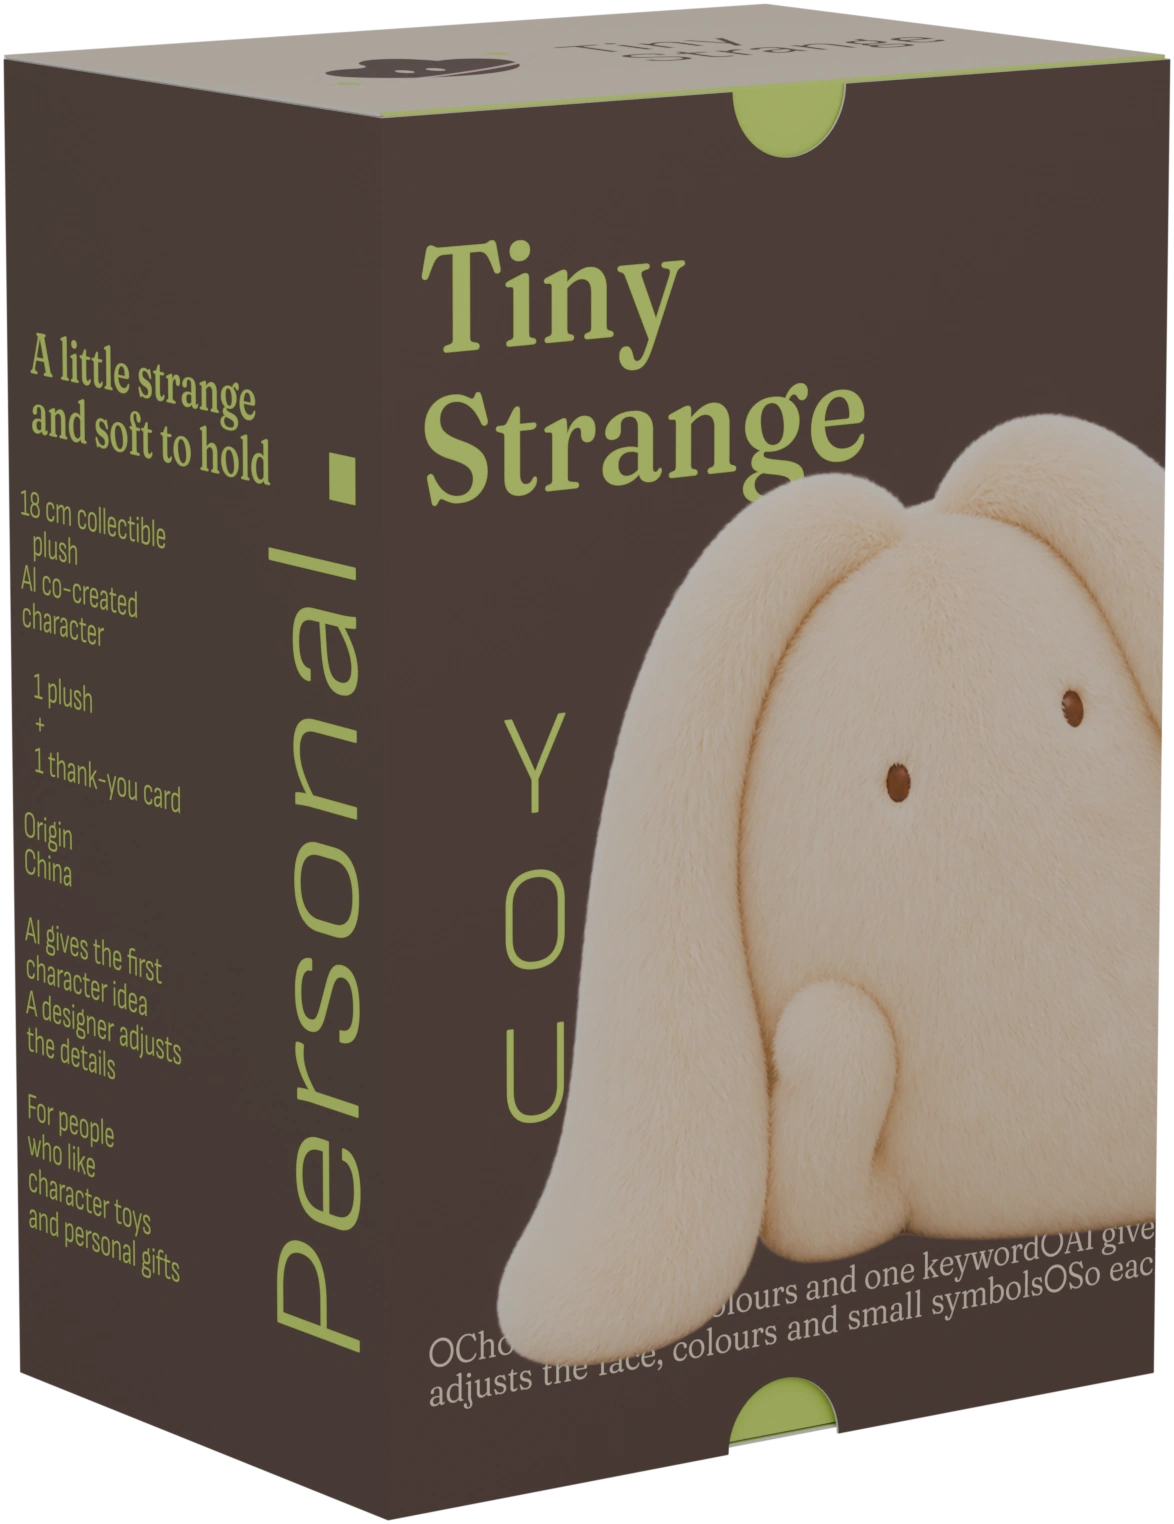 Tiny
Strange
A little strange
and soft to hold
18 cm collectible
plush
AI co-created
character
1 plush
+
1 thank-you card
Origin
China
AI gives the first
character idea
A designer adjusts
the details
For people
who like
character toys
and personal gifts
Personal
Tiny
Strange
YOU
OCho olours and one keywordOAI give
adjusts the face, colours and small symbolsOSo eac